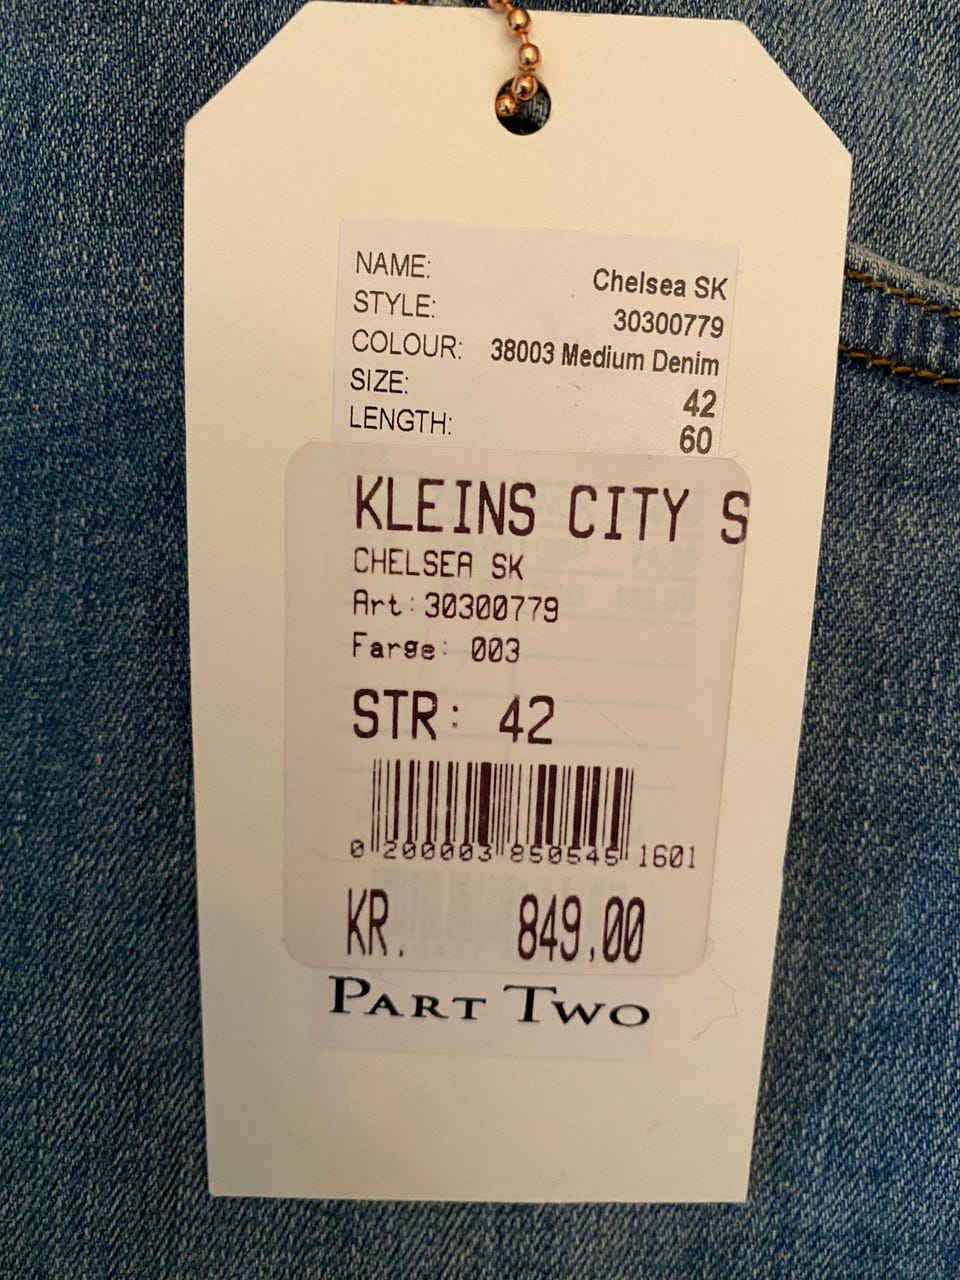 NAME: Chelsea SK
STYLE: 30300779
COLOUR: 38003 Medium Denim
SIZE: 42
LENGTH: 60
KLEINS CITY S
CHELSEA SK
Art:30300779
Farge: 003
STR: 42
0 200003 850545 1601
KR. 849.00
PART TWO